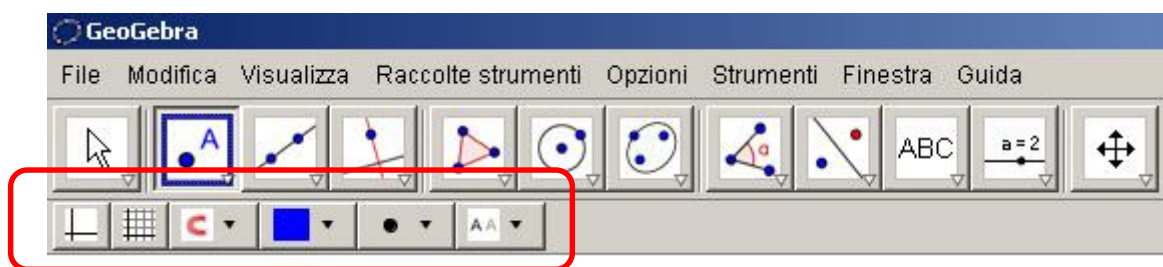 GeoGebra
File Modifica Visualizza Raccolte strumenti Opzioni Strumenti Finestra Guida
A α ABC a = 2
A A